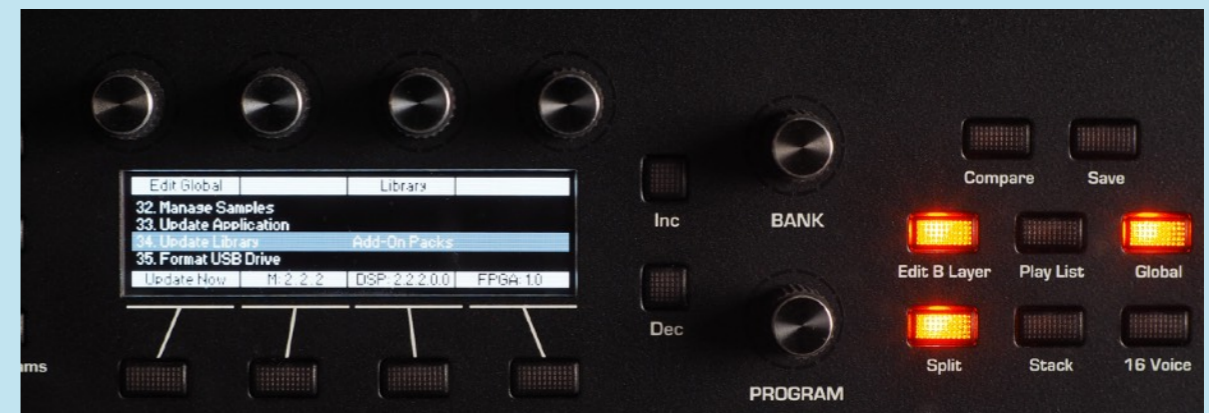 Edit Global Library
32. Manage Samples
33. Update Application
34. Update Library Add-On Packs
35. Format USB Drive
Update Now M: 2.2.2 DSP: 2.2.2.0.0 FPGA: 1.0
Inc
Dec
BANK
PROGRAM
Compare Save
Edit B Layer Play List Global
Split Stack 16 Voice